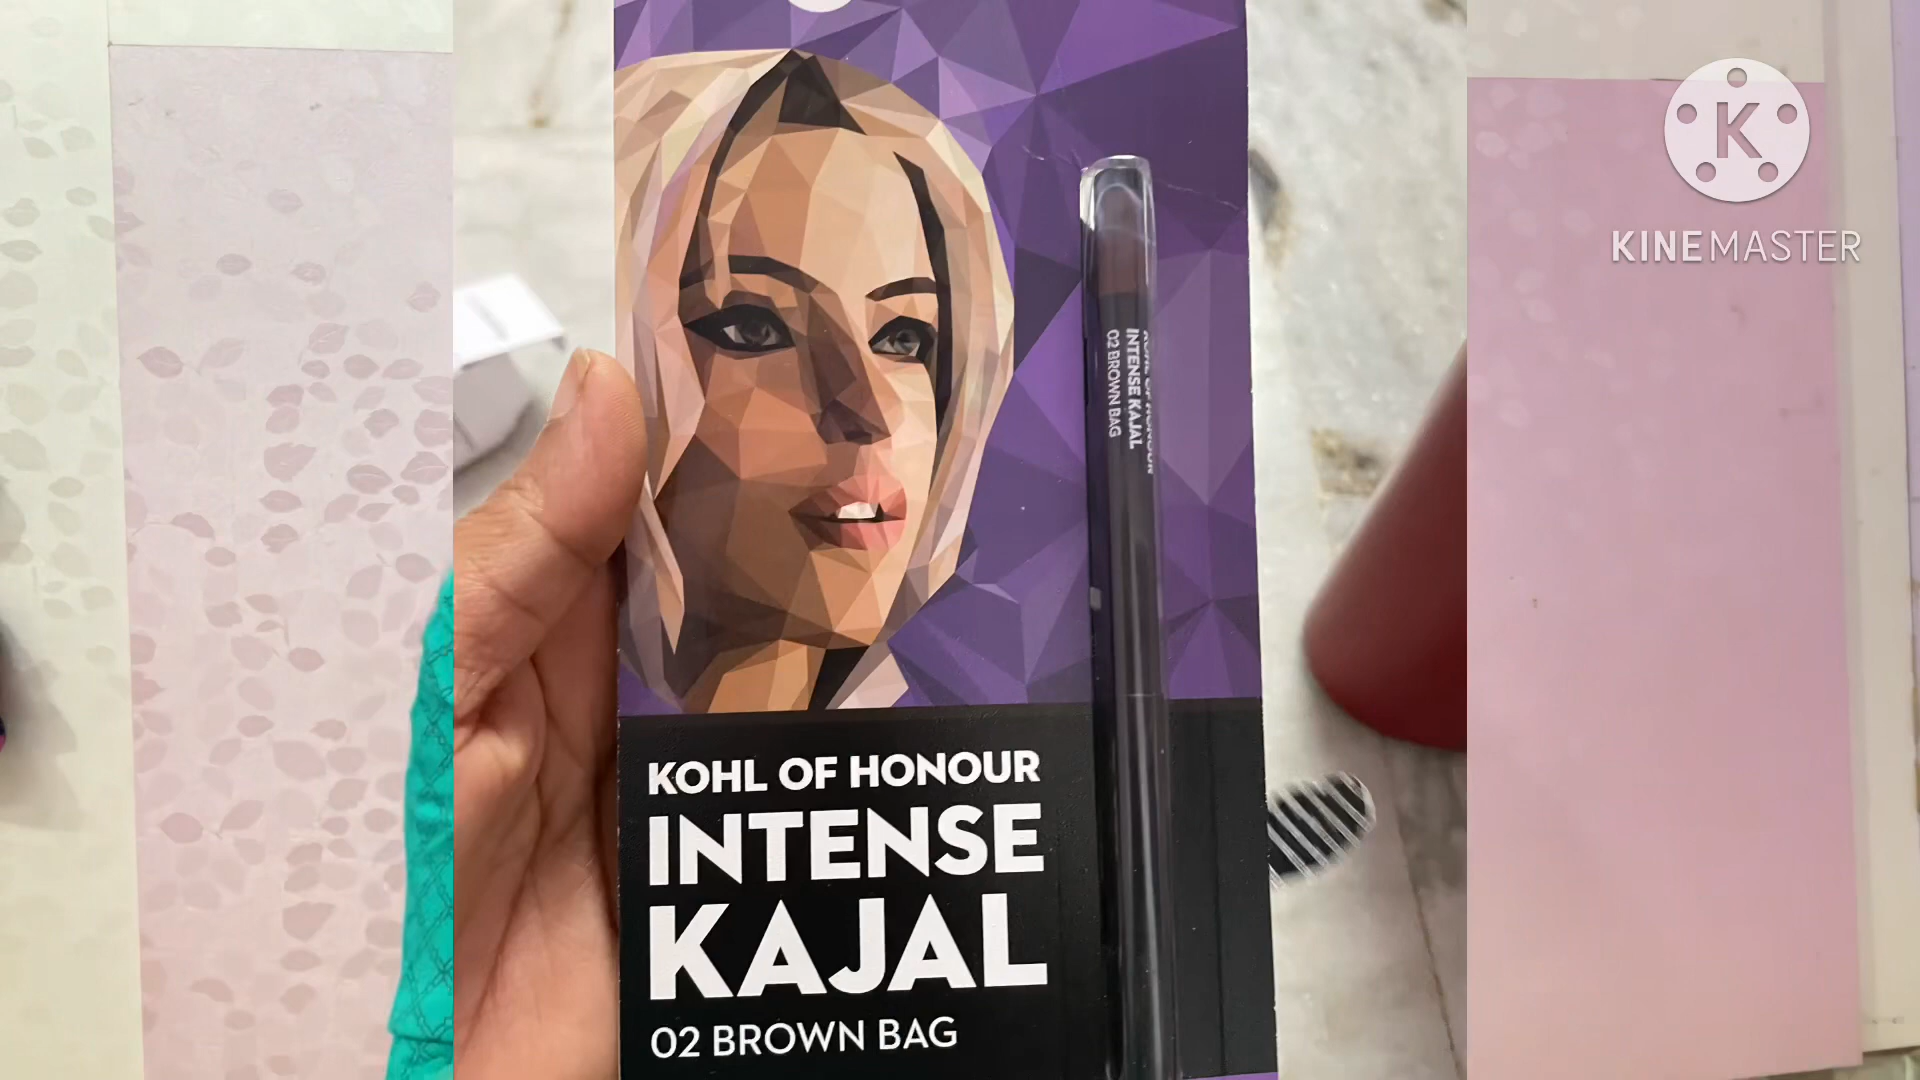 K
KINEMASTER
KOHL OF HONOUR
INTENSE KAJAL
02 BROWN BAG
KOHL OF HONOUR
INTENSE
KAJAL
02 BROWN BAG